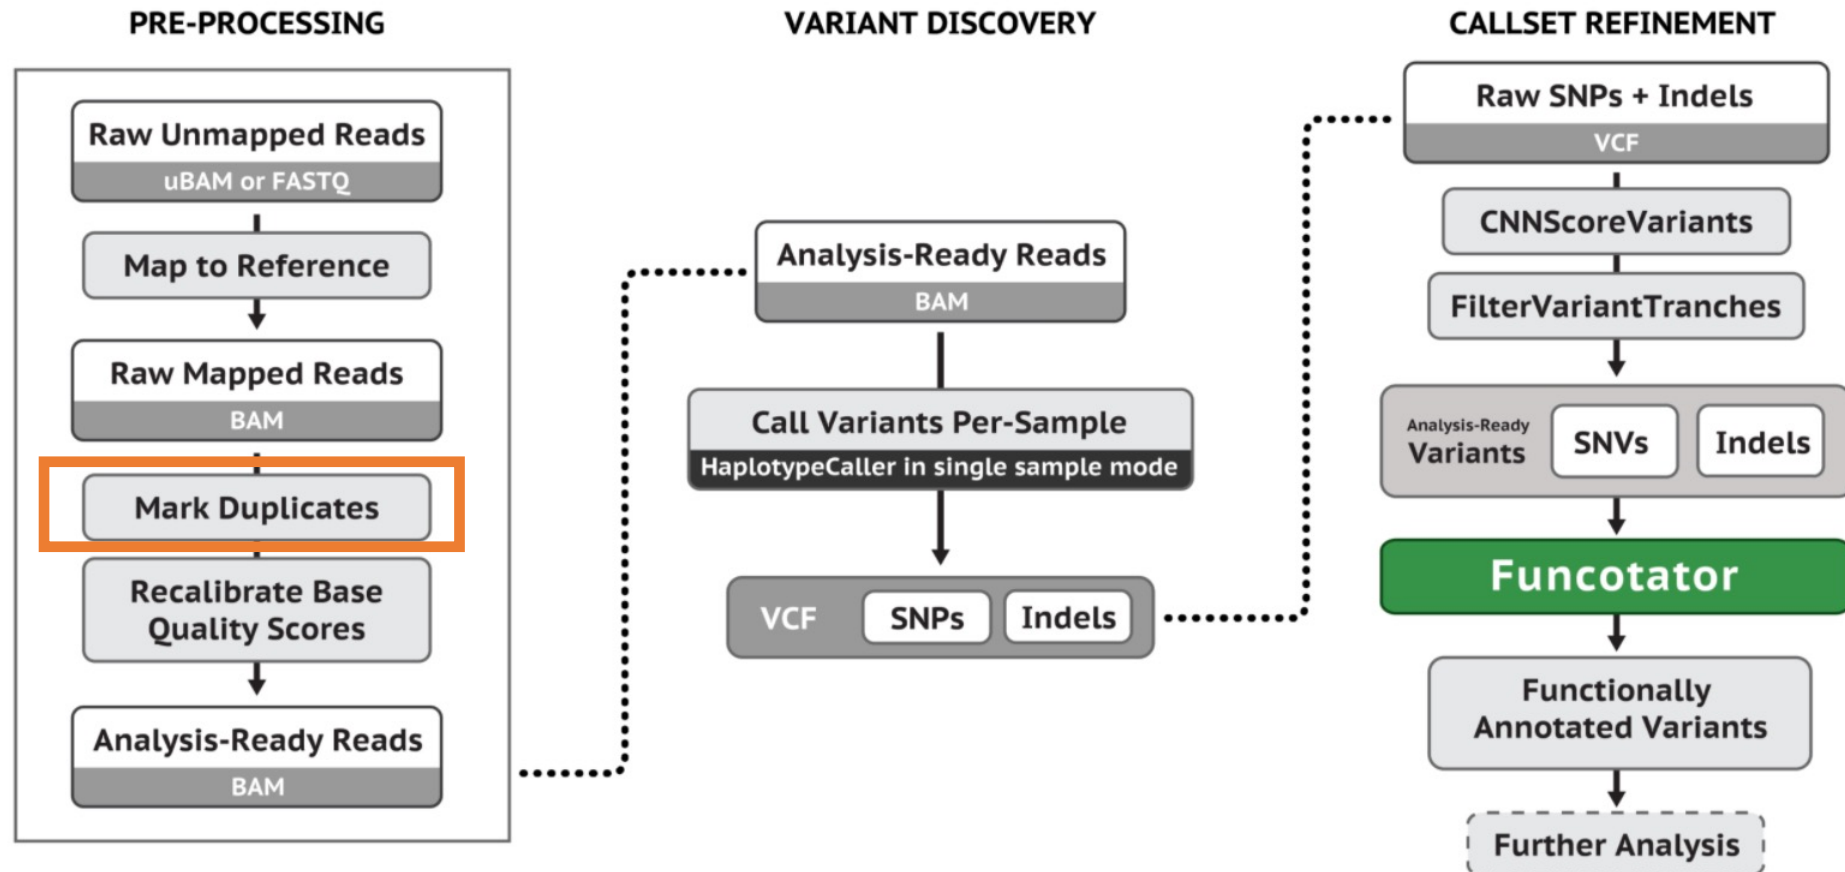 PRE-PROCESSING
Raw Unmapped Reads
uBAM or FASTQ
Map to Reference
Raw Mapped Reads
BAM
Mark Duplicates
Recalibrate Base
Quality Scores
Analysis-Ready Reads
BAM
VARIANT DISCOVERY
Analysis-Ready Reads
BAM
Call Variants Per-Sample
HaplotypeCaller in single sample mode
VCF SNPs Indels
CALLSET REFINEMENT
Raw SNPs + Indels
VCF
CNNScoreVariants
FilterVariantTranches
Analysis-Ready
Variants SNVs Indels
Funcotator
Functionally
Annotated Variants
Further Analysis